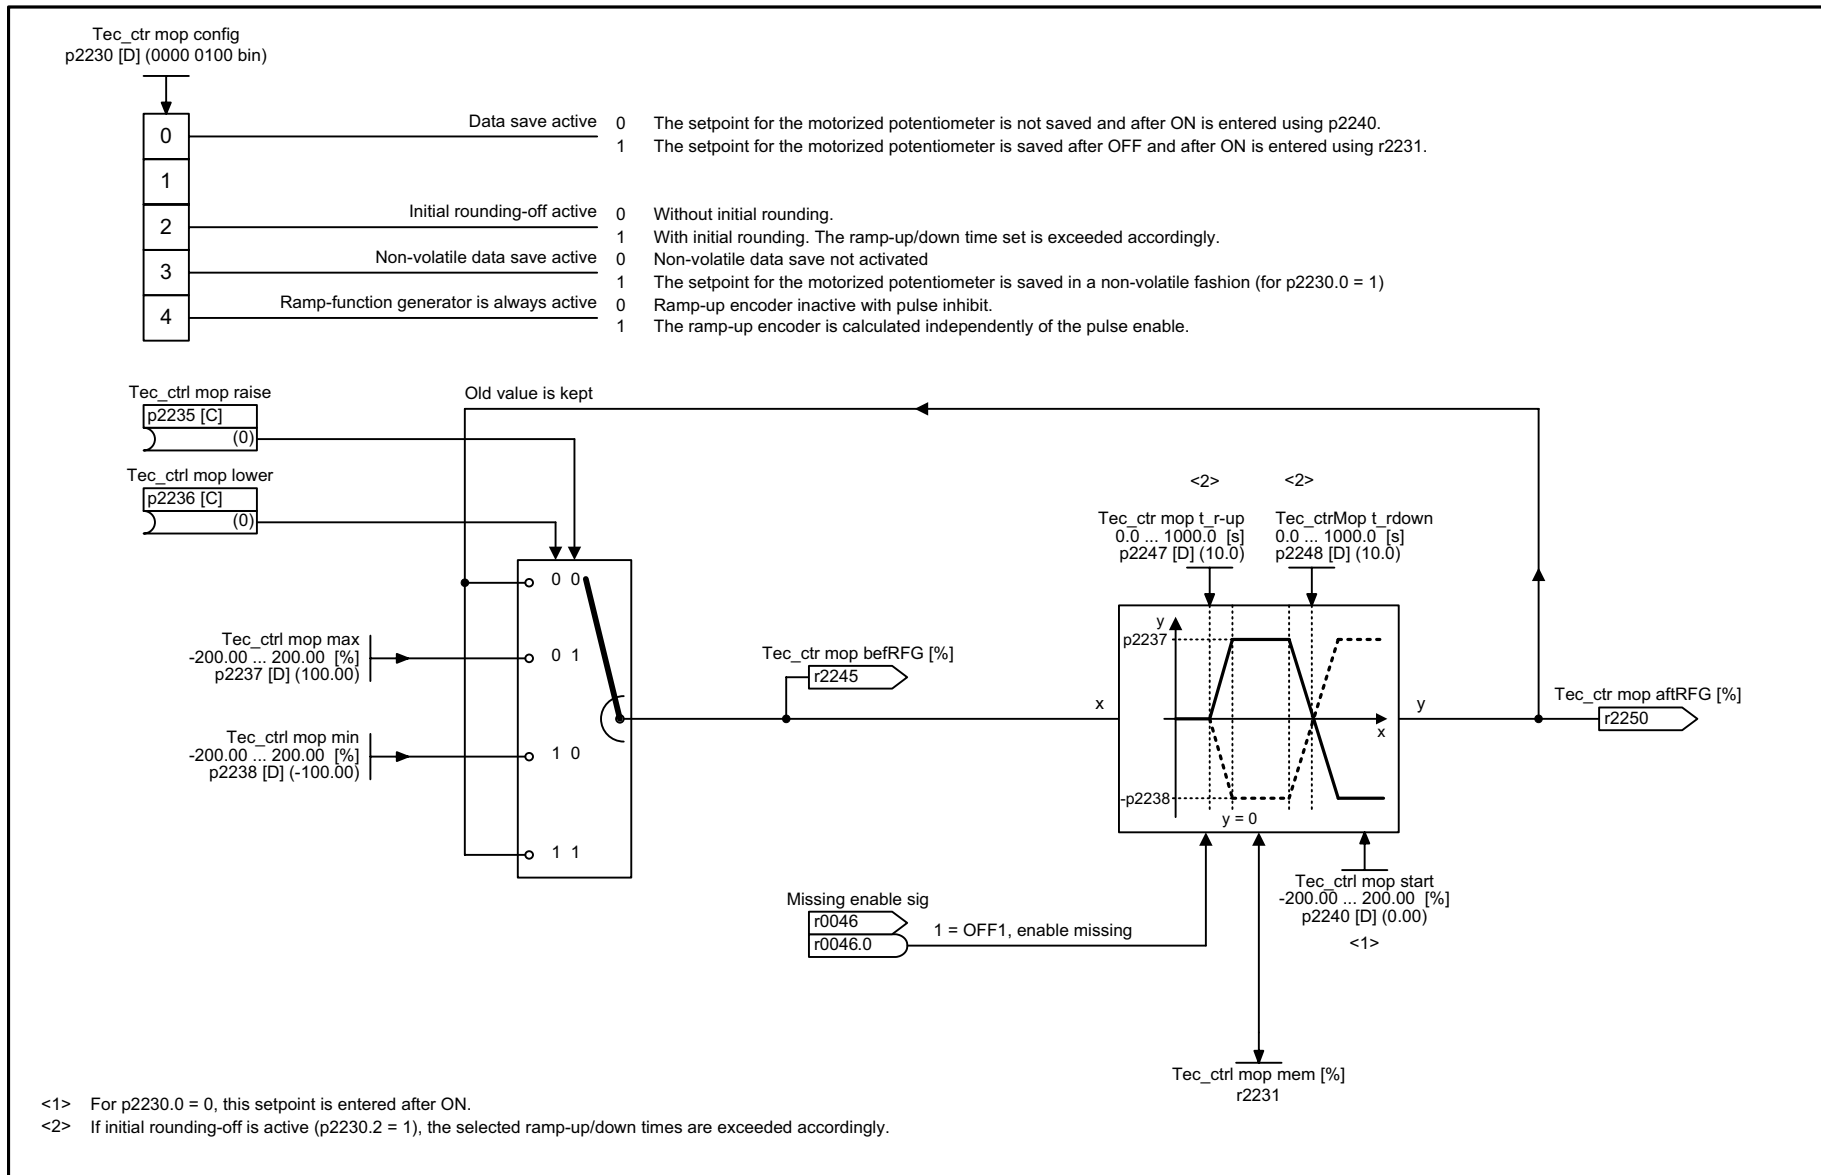 Tec_ctr mop config
p2230 [D] (0000 0100 bin)
0
1
2
3
4
Data save active 0 The setpoint for the motorized potentiometer is not saved and after ON is entered using p2240.
1 The setpoint for the motorized potentiometer is saved after OFF and after ON is entered using r2231.
Initial rounding-off active 0 Without initial rounding.
1 With initial rounding. The ramp-up/down time set is exceeded accordingly.
Non-volatile data save active 0 Non-volatile data save not activated
1 The setpoint for the motorized potentiometer is saved in a non-volatile fashion (for p2230.0 = 1)
Ramp-function generator is always active 0 Ramp-up encoder inactive with pulse inhibit.
1 The ramp-up encoder is calculated independently of the pulse enable.
Tec_ctrl mop raise
p2235 [C]
(0)
Tec_ctrl mop lower
p2236 [C]
(0)
Old value is kept
0 0
0 1
1 0
1 1
Tec_ctrl mop max
-200.00 ... 200.00 [%]
p2237 [D] (100.00)
Tec_ctrl mop min
-200.00 ... 200.00 [%]
p2238 [D] (-100.00)
Tec_ctr mop befRFG [%]
r2245
<2>
Tec_ctr mop t_r-up
0.0 ... 1000.0 [s]
p2247 [D] (10.0)
<2>
Tec_ctrMop t_rdown
0.0 ... 1000.0 [s]
p2248 [D] (10.0)
x
y
p2237
x
-p2238
y = 0
y
Tec_ctr mop aftRFG [%]
r2250
Missing enable sig
r0046
r0046.0
1 = OFF1, enable missing
Tec_ctrl mop start
-200.00 ... 200.00 [%]
p2240 [D] (0.00)
<1>
Tec_ctrl mop mem [%]
r2231
<1> For p2230.0 = 0, this setpoint is entered after ON.
<2> If initial rounding-off is active (p2230.2 = 1), the selected ramp-up/down times are exceeded accordingly.